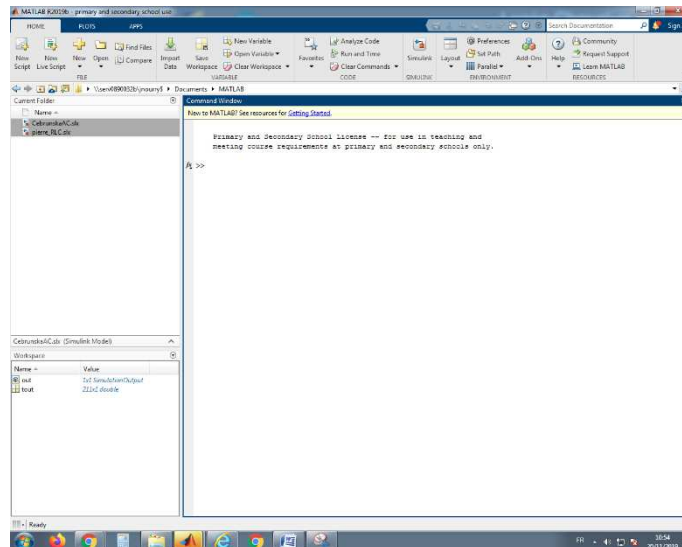 MATLAB R2019b - primary and secondary school use
HOME PLOTS APPS
Search Documentation
Sign
New Script
New Live Script
New
Open
Find Files
Compare
Import Data
Save Workspace
New Variable
Open Variable
Clear Workspace
Favorites
Analyze Code
Run and Time
Clear Commands
Simulink
Layout
Preferences
Set Path
Parallel
Add-Ons
Help
Community
Request Support
Learn MATLAB
FILE VARIABLE CODE SIMULINK ENVIRONMENT RESOURCES
Documents MATLAB
Current Folder
Name
CebrunskaAC.slx
pierre_RLC.slx
Command Window
New to MATLAB? See resources for Getting Started.
Primary and Secondary School License -- for use in teaching and
meeting course requirements at primary and secondary schools only.
fx >>
CebrunskaAC.slx (Simulink Model)
Workspace
Name Value
out 1x1 SimulationOutput
tout 211x1 double
Ready
FR
10:54